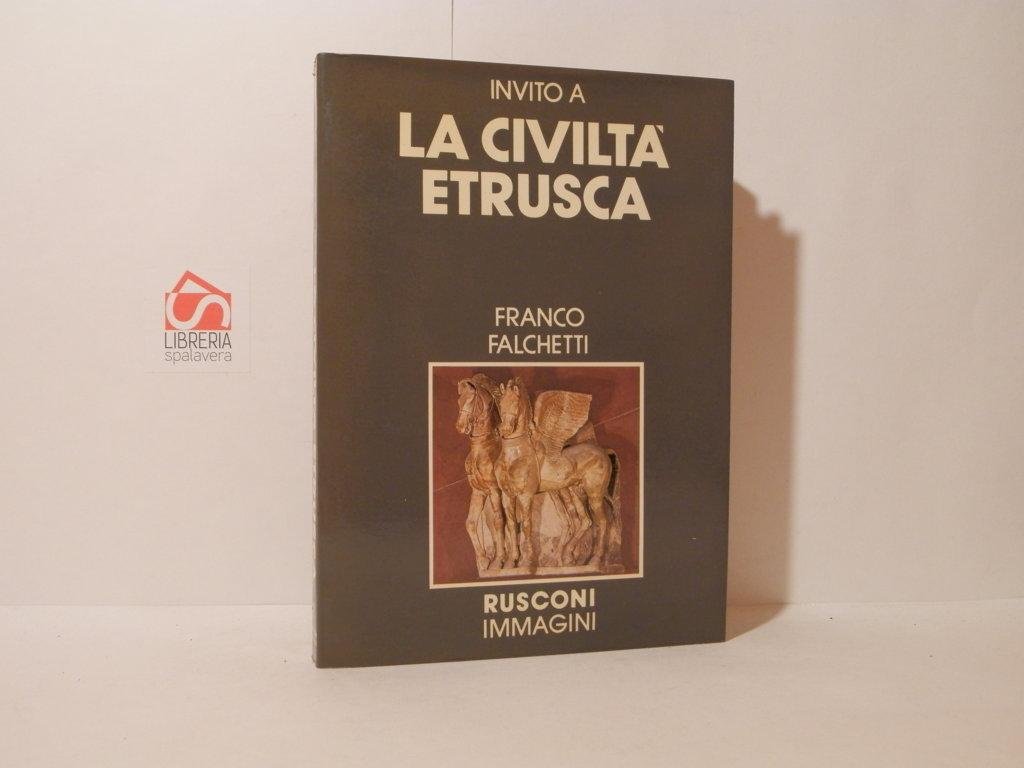 INVITO A
LA CIVILTÀ
ETRUSCA
FRANCO
FALCHETTI
RUSCONI
IMMAGINI
LIBRERIA
spalavera